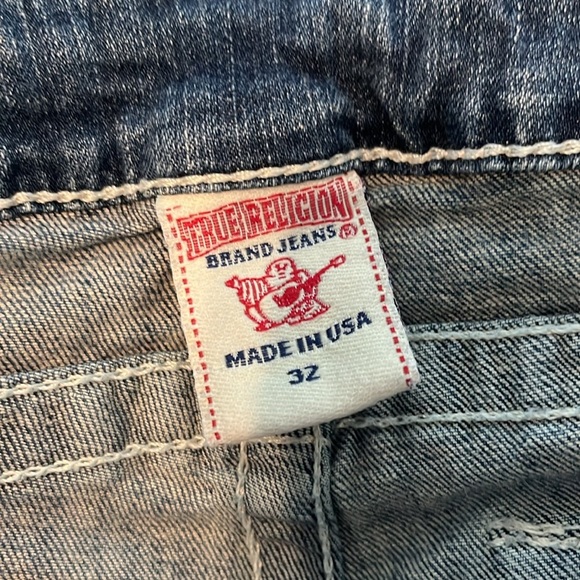 TRUE RELIGION
BRAND JEANS ®
MADE IN USA
32